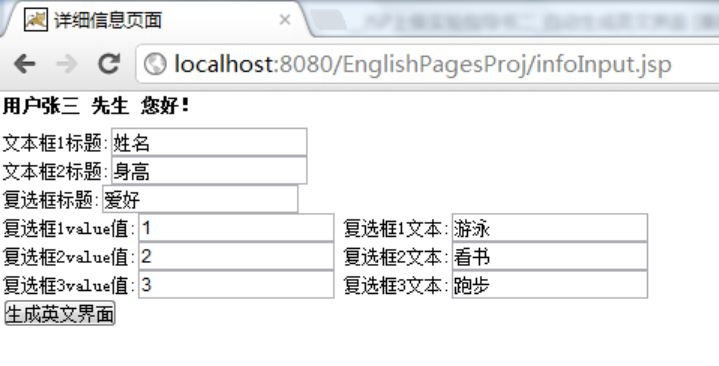 详细信息页面
localhost:8080/EnglishPagesProj/infoInput.jsp
用户张三 先生 您好!
文本框1标题: 姓名
文本框2标题: 身高
复选框标题: 爱好
复选框1value值: 1 复选框1文本: 游泳
复选框2value值: 2 复选框2文本: 看书
复选框3value值: 3 复选框3文本: 跑步
生成英文界面